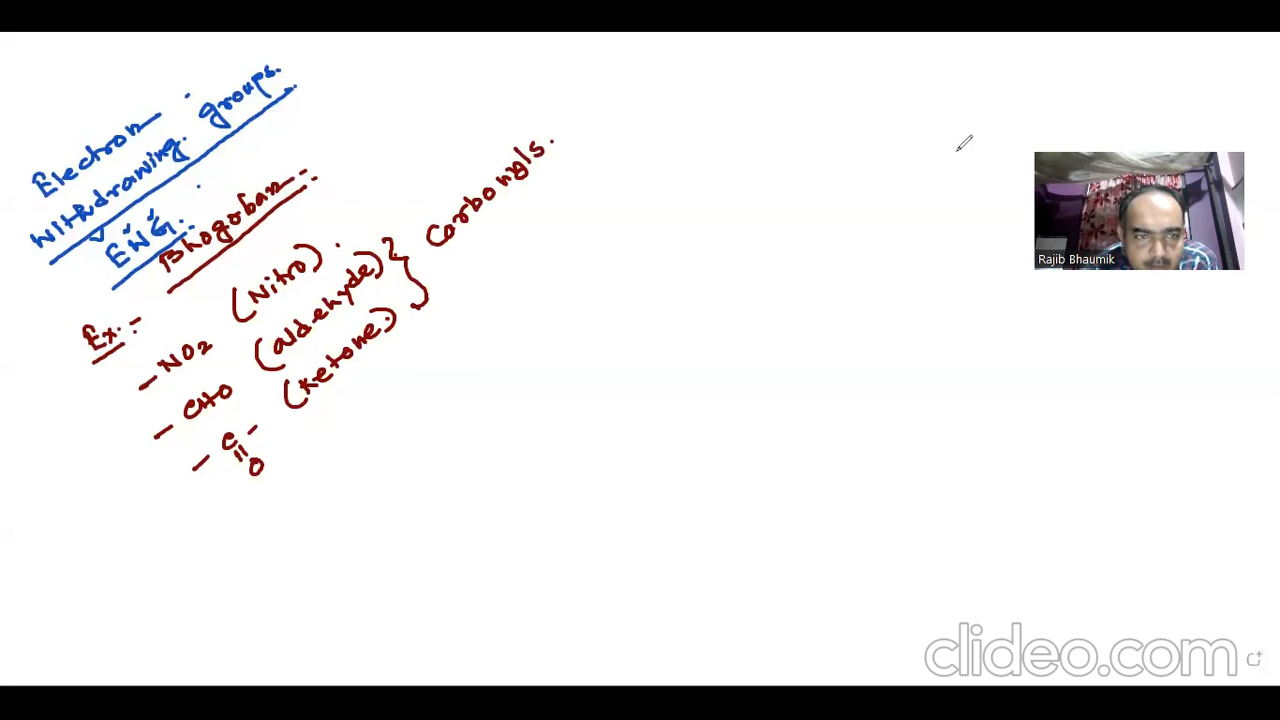 Electron
Withdrawing groups.
EWG:
Bhogoban :-
Ex. :-
- NO2 (Nitro).
- CHO (aldehyde) } Carbonyls.
- C - (Ketone.)
||
O
Rajib Bhaumik
clideo.com